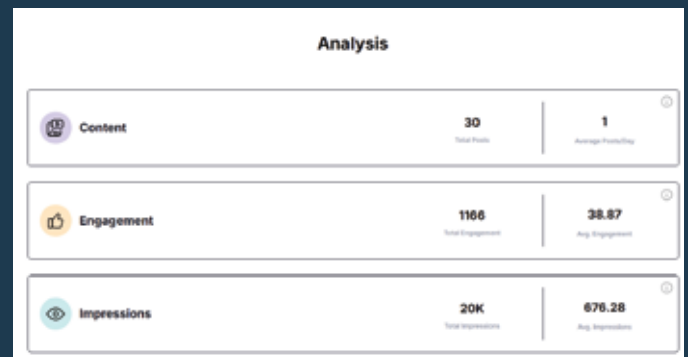 Analysis
Content
30
Total Posts
1
Average Posts/Day
Engagement
1166
Total Engagement
38.87
Avg. Engagement
Impressions
20K
Total Impressions
676.28
Avg. Impressions